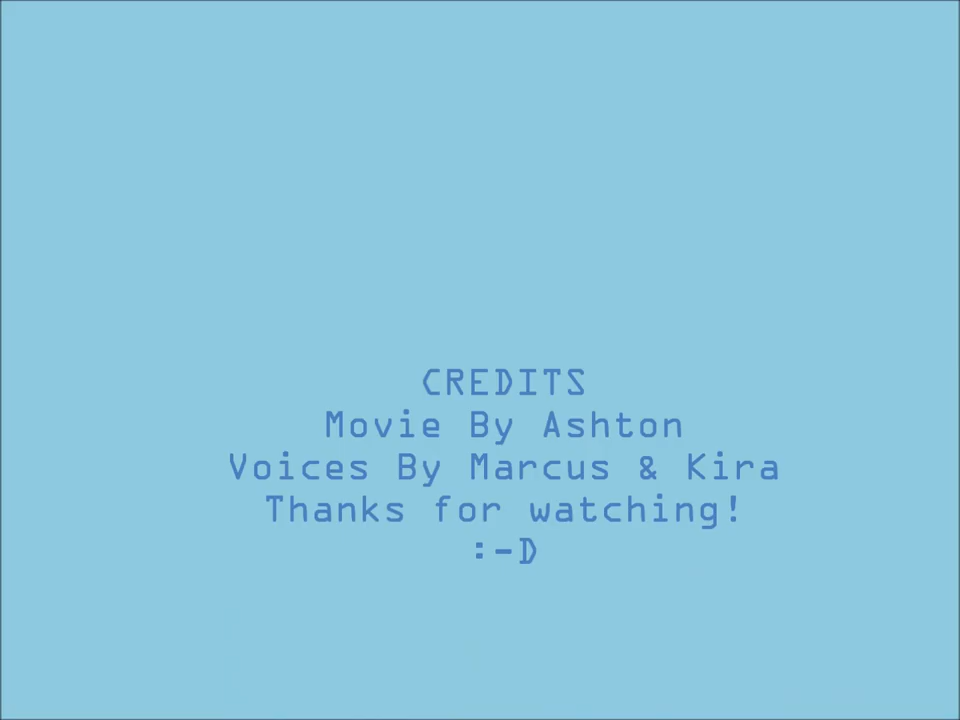 CREDITS
Movie By Ashton
Voices By Marcus & Kira
Thanks for watching!
:-D